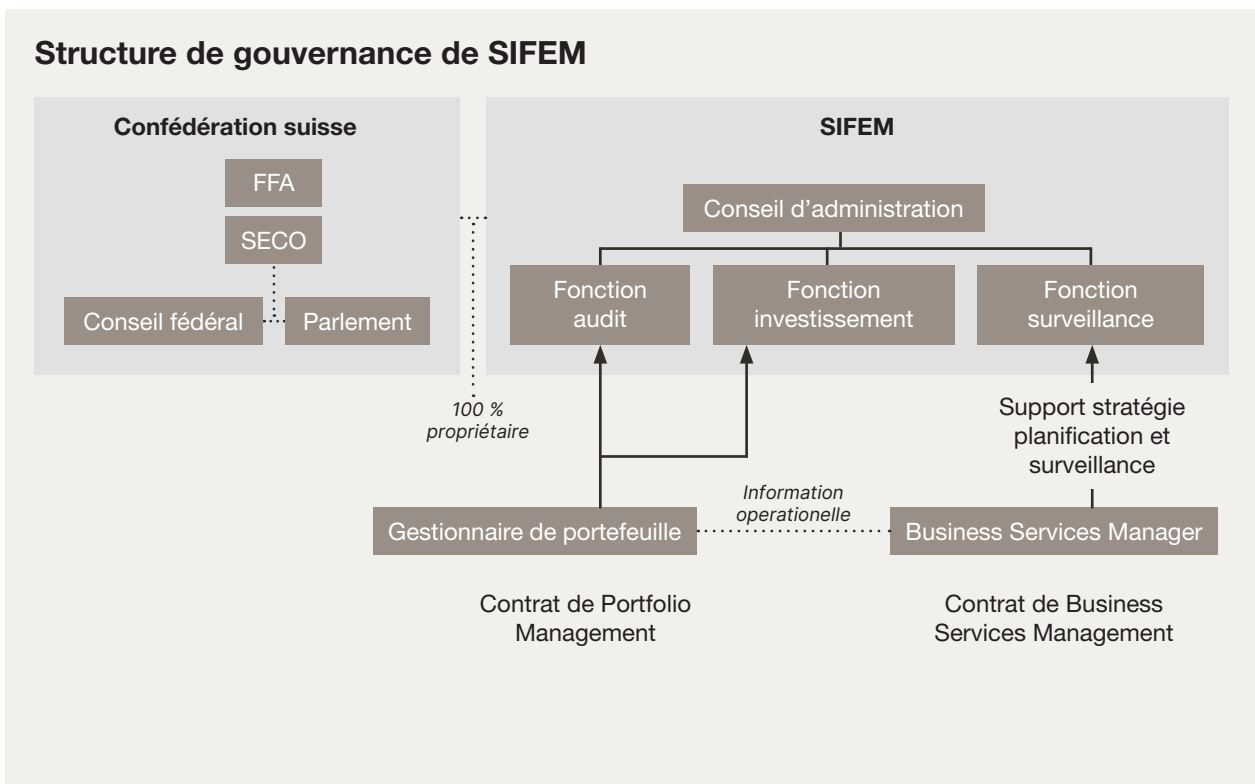 Structure de gouvernance de SIFEM
Confédération suisse
FFA
SECO
Conseil fédéral
Parlement
100 %
propriétaire
SIFEM
Conseil d’administration
Fonction
audit
Fonction
investissement
Fonction
surveillance
Support stratégie
planification et
surveillance
Gestionnaire de portefeuille
Information
operationelle
Business Services Manager
Contrat de Portfolio
Management
Contrat de Business
Services Management